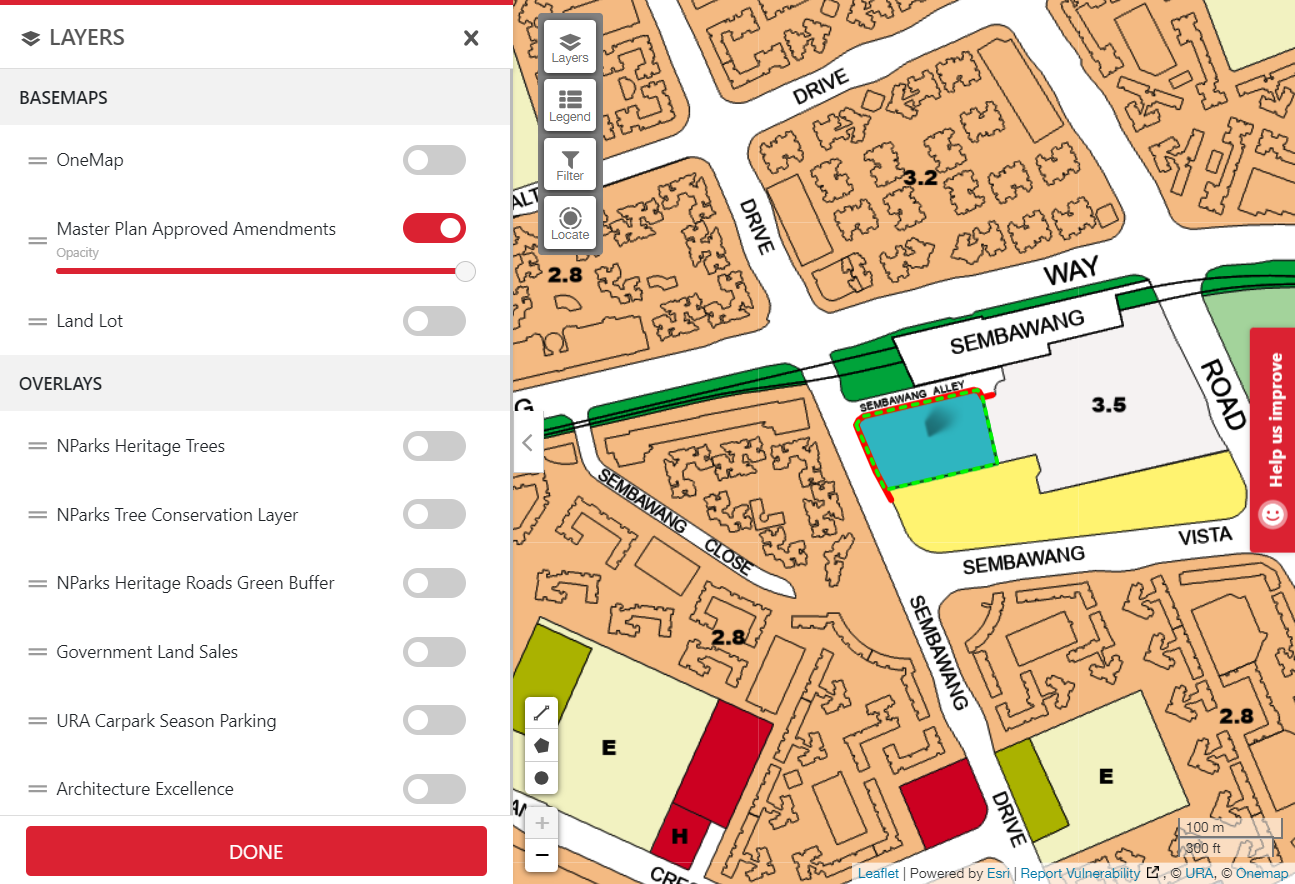 LAYERS
BASEMAPS
OneMap
Master Plan Approved Amendments
Opacity
Land Lot
OVERLAYS
NParks Heritage Trees
NParks Tree Conservation Layer
NParks Heritage Roads Green Buffer
Government Land Sales
URA Carpark Season Parking
Architecture Excellence
DONE
Layers
Legend
Filter
Locate
DRIVE
3.2
ALT
DRIVE
2.8
WAY
SEMBAWANG
ROAD
SEMBAWANG ALLEY
3.5
G
SEMBAWANG CLOSE
SEMBAWANG VISTA
SEMBAWANG DRIVE
2.8
2.8
E
E
H
AN
CRES
Help us improve
100 m
300 ft
Leaflet | Powered by Esri | Report Vulnerability , © URA, © Onemap